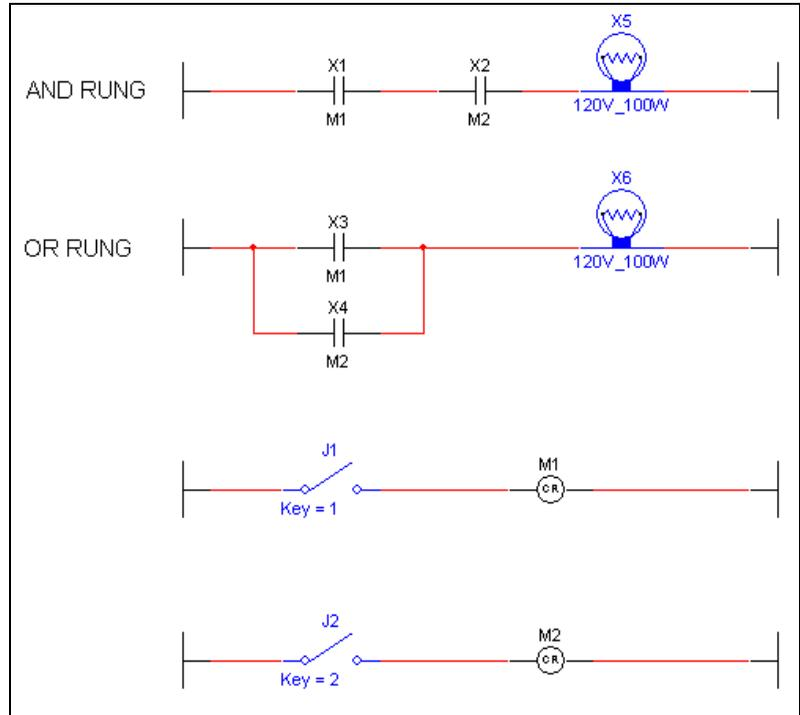 X5
X1
X2
AND RUNG
M1
M2
120V_100W
X6
X3
OR RUNG
M1
120V_100W
X4
M2
J1
M1
CR
Key = 1
J2
M2
CR
Key = 2